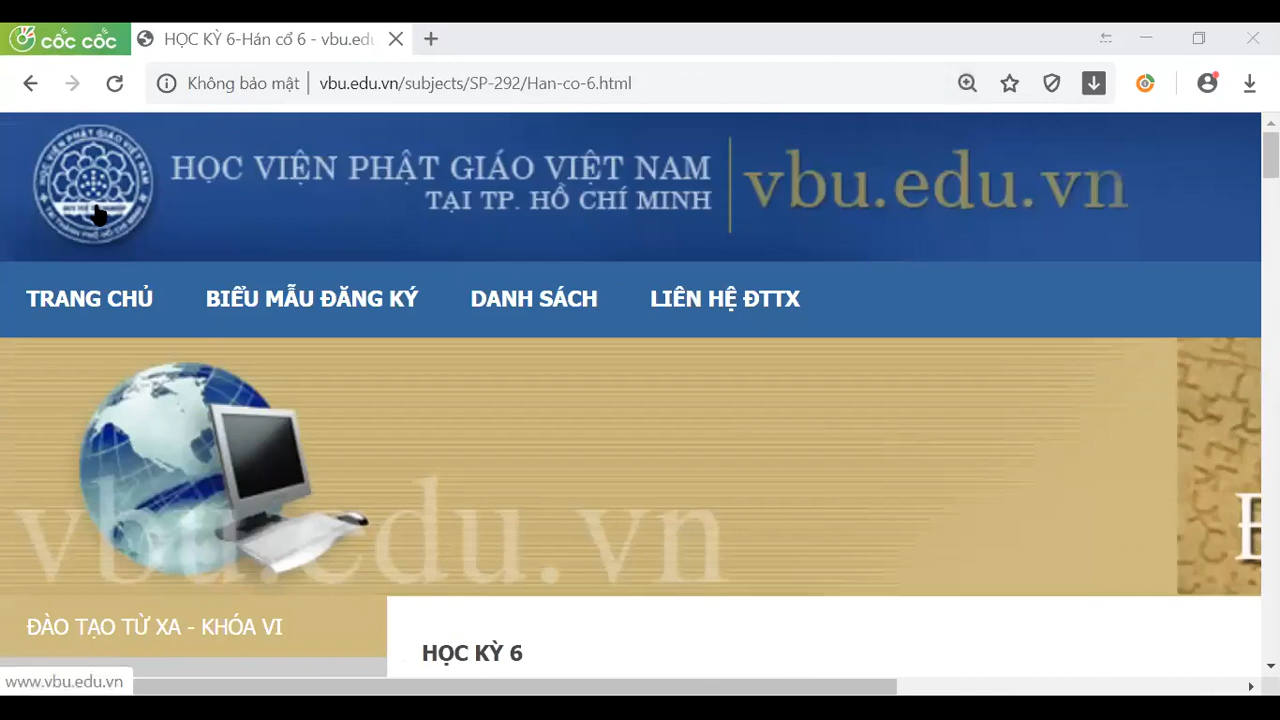 cốc cốc
HỌC KỲ 6-Hán cổ 6 - vbu.edu
Không bảo mật
vbu.edu.vn/subjects/SP-292/Han-co-6.html
HỌC VIỆN PHẬT GIÁO VIỆT NAM
TẠI TP. HỒ CHÍ MINH
vbu.edu.vn
TRANG CHỦ BIỂU MẪU ĐĂNG KÝ DANH SÁCH LIÊN HỆ ĐTTX
vbu.edu.vn
ĐÀO TẠO TỪ XA - KHÓA VI
HỌC KỲ 6
www.vbu.edu.vn